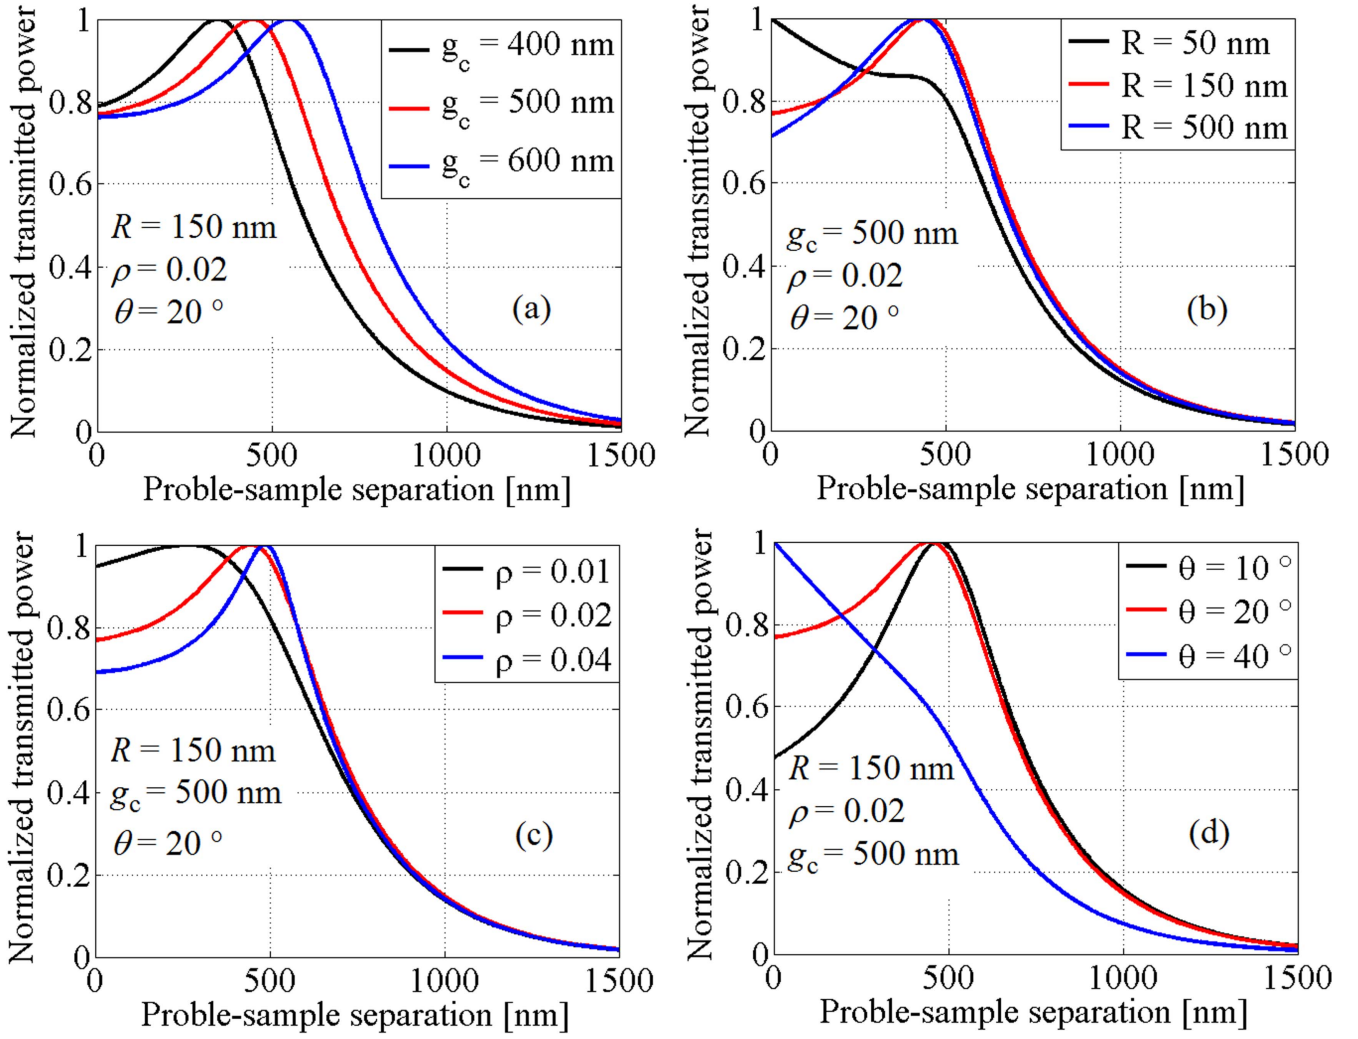 Normalized transmitted power
1
0.8
0.6
0.4
0.2
0
g_c = 400 nm
g_c = 500 nm
g_c = 600 nm
R = 150 nm
ρ = 0.02
θ = 20 °
(a)
0 500 1000 1500
Proble-sample separation [nm]
Normalized transmitted power
1
0.8
0.6
0.4
0.2
0
R = 50 nm
R = 150 nm
R = 500 nm
g_c = 500 nm
ρ = 0.02
θ = 20 °
(b)
0 500 1000 1500
Proble-sample separation [nm]
Normalized transmitted power
1
0.8
0.6
0.4
0.2
0
ρ = 0.01
ρ = 0.02
ρ = 0.04
R = 150 nm
g_c = 500 nm
θ = 20 °
(c)
0 500 1000 1500
Proble-sample separation [nm]
Normalized transmitted power
1
0.8
0.6
0.4
0.2
0
θ = 10 °
θ = 20 °
θ = 40 °
R = 150 nm
ρ = 0.02
g_c = 500 nm
(d)
0 500 1000 1500
Proble-sample separation [nm]